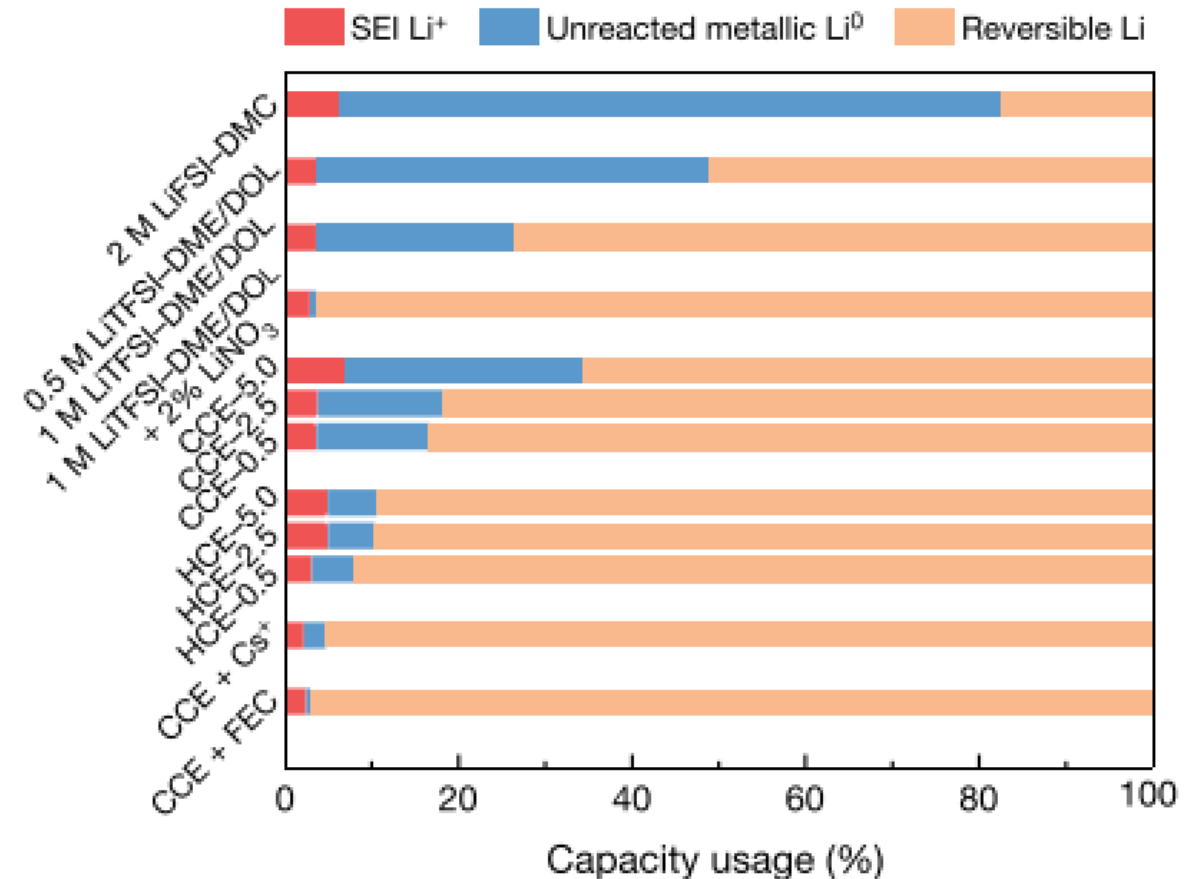 SEI Li⁺ Unreacted metallic Li⁰ Reversible Li
2 M LiFSI–DMC
0.5 M LiTFSI–DME/DOL
1 M LiTFSI–DME/DOL
1 M LiTFSI–DME/DOL
+ 2% LiNO₃
CCE–5.0
CCE–2.5
CCE–0.5
HCE–5.0
HCE–2.5
HCE–0.5
CCE + Cs⁺
CCE + FEC
0 20 40 60 80 100
Capacity usage (%)